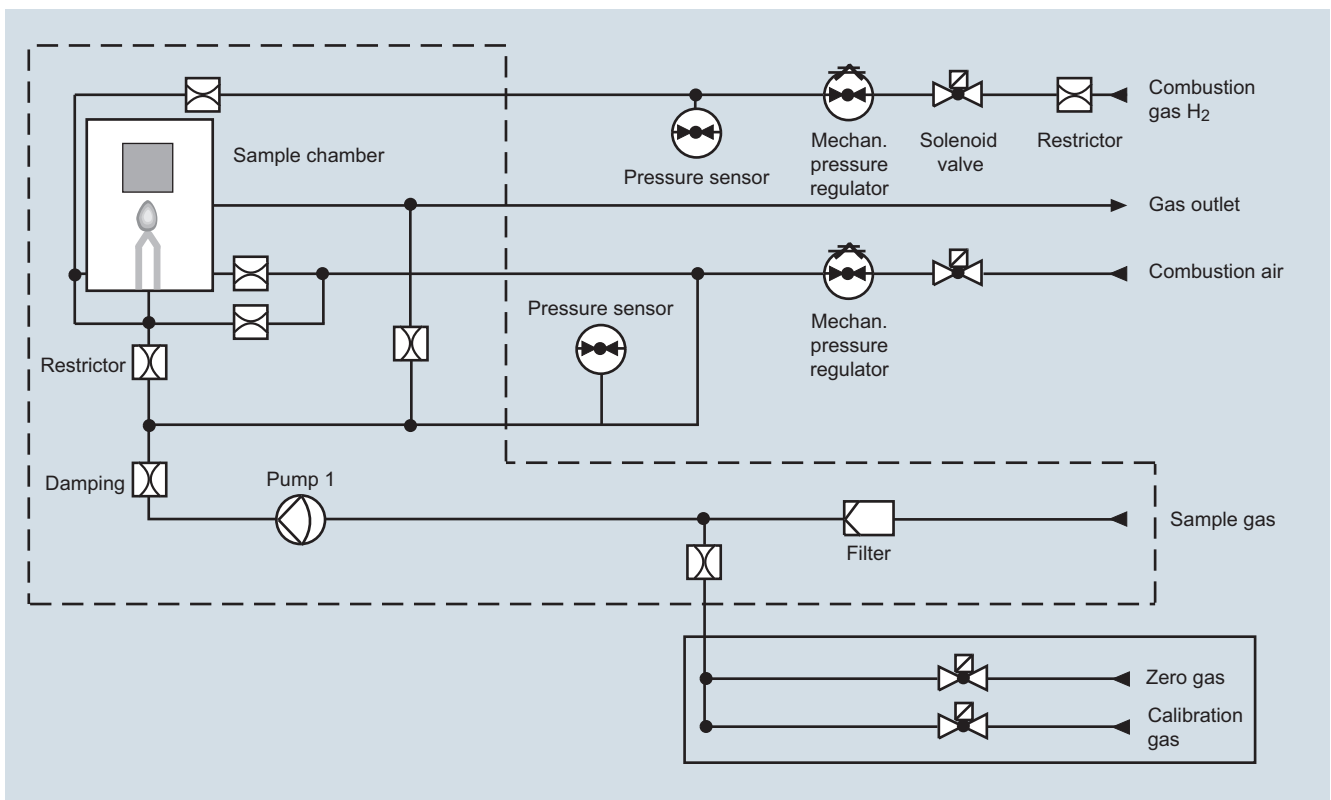 Combustion
gas H2
Sample chamber
Pressure sensor
Mechan.
pressure
regulator
Solenoid
valve
Restrictor
Gas outlet
Combustion air
Pressure sensor
Mechan.
pressure
regulator
Restrictor
Damping
Pump 1
Filter
Sample gas
Zero gas
Calibration
gas